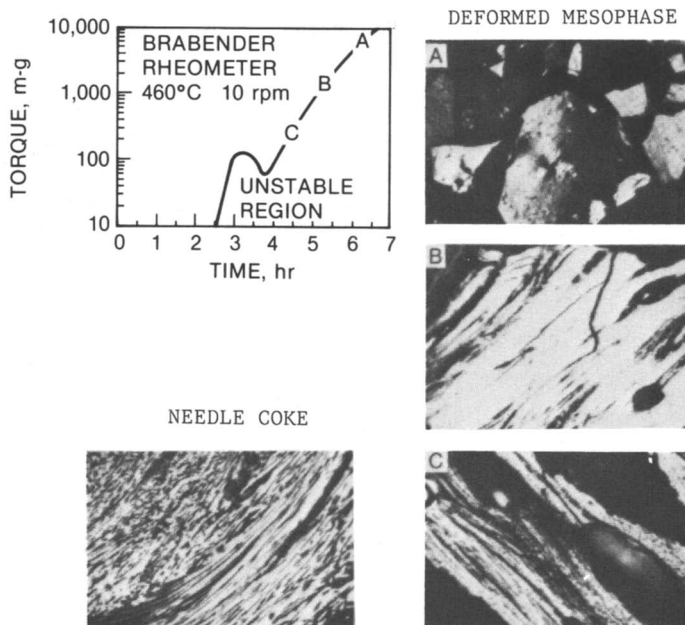 DEFORMED MESOPHASE
10,000
1,000
100
10
TORQUE, m-g
BRABENDER
RHEOMETER
460°C 10 rpm
A
B
C
UNSTABLE
REGION
0 1 2 3 4 5 6 7
TIME, hr
A
B
NEEDLE COKE
C